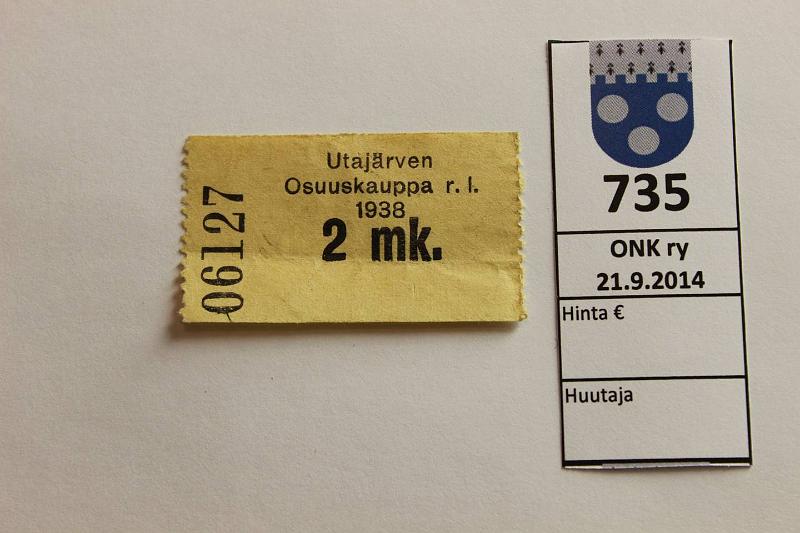 Utajärven
Osuuskauppa r. l.
1938
2 mk.
06127
735
ONK ry
21.9.2014
Hinta €
Huutaja